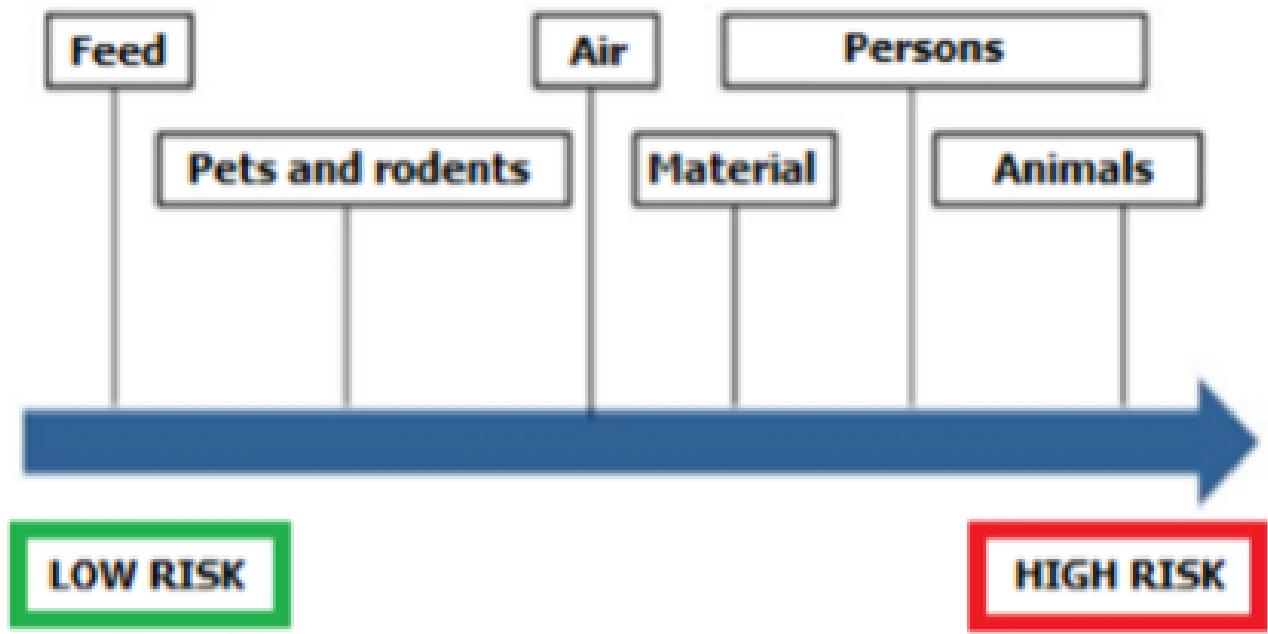 Feed
Air
Persons
Pets and rodents
Material
Animals
LOW RISK
HIGH RISK